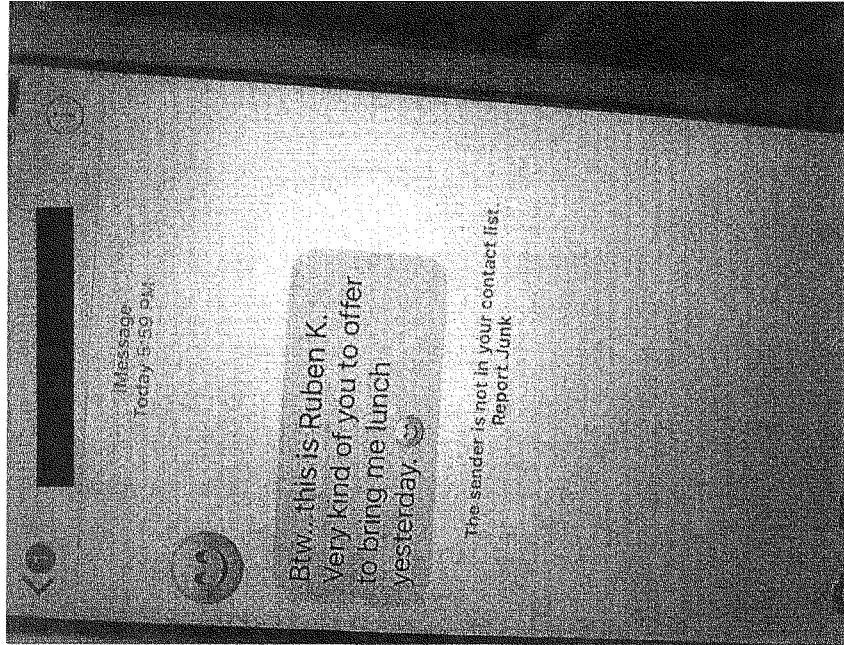 iMessage
Today 5:59 PM
Btw...this is Ruben K.
Very kind of you to offer
to bring me lunch
yesterday. 😊
The sender is not in your contact list.
Report Junk